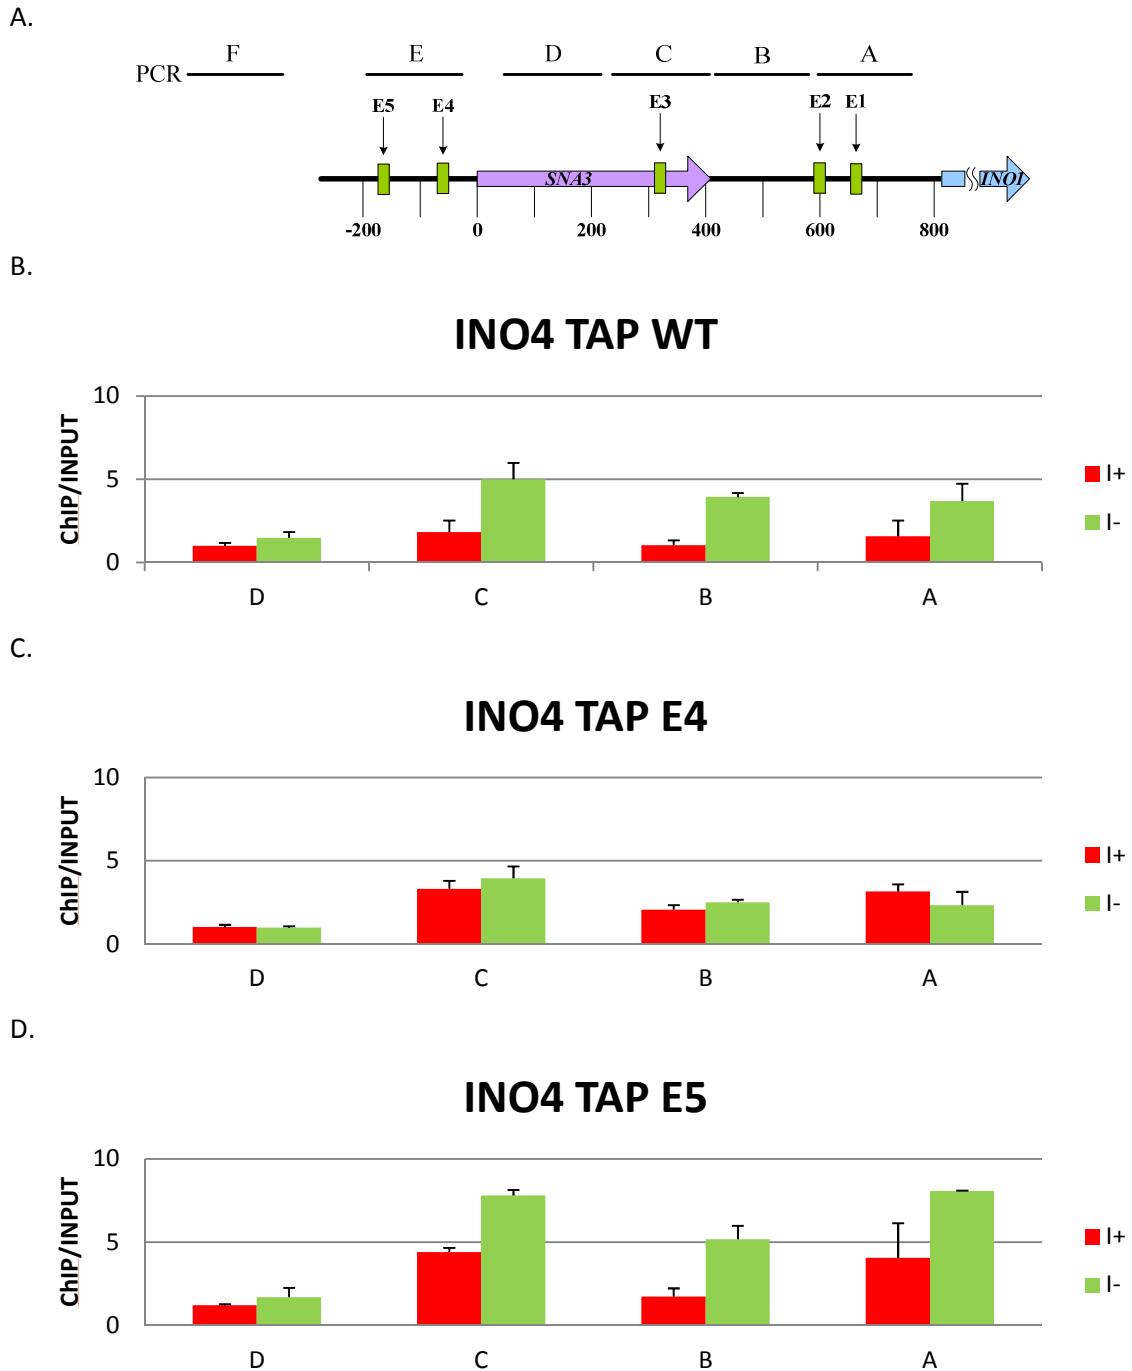 A.
F E D C B A
PCR
E5 E4 E3 E2 E1
SNA3 INO1
-200 0 200 400 600 800
B.
INO4 TAP WT
10
5
0
ChIP/INPUT
I+
I-
D C B A
C.
INO4 TAP E4
10
5
0
ChIP/INPUT
I+
I-
D C B A
D.
INO4 TAP E5
10
5
0
ChIP/INPUT
I+
I-
D C B A